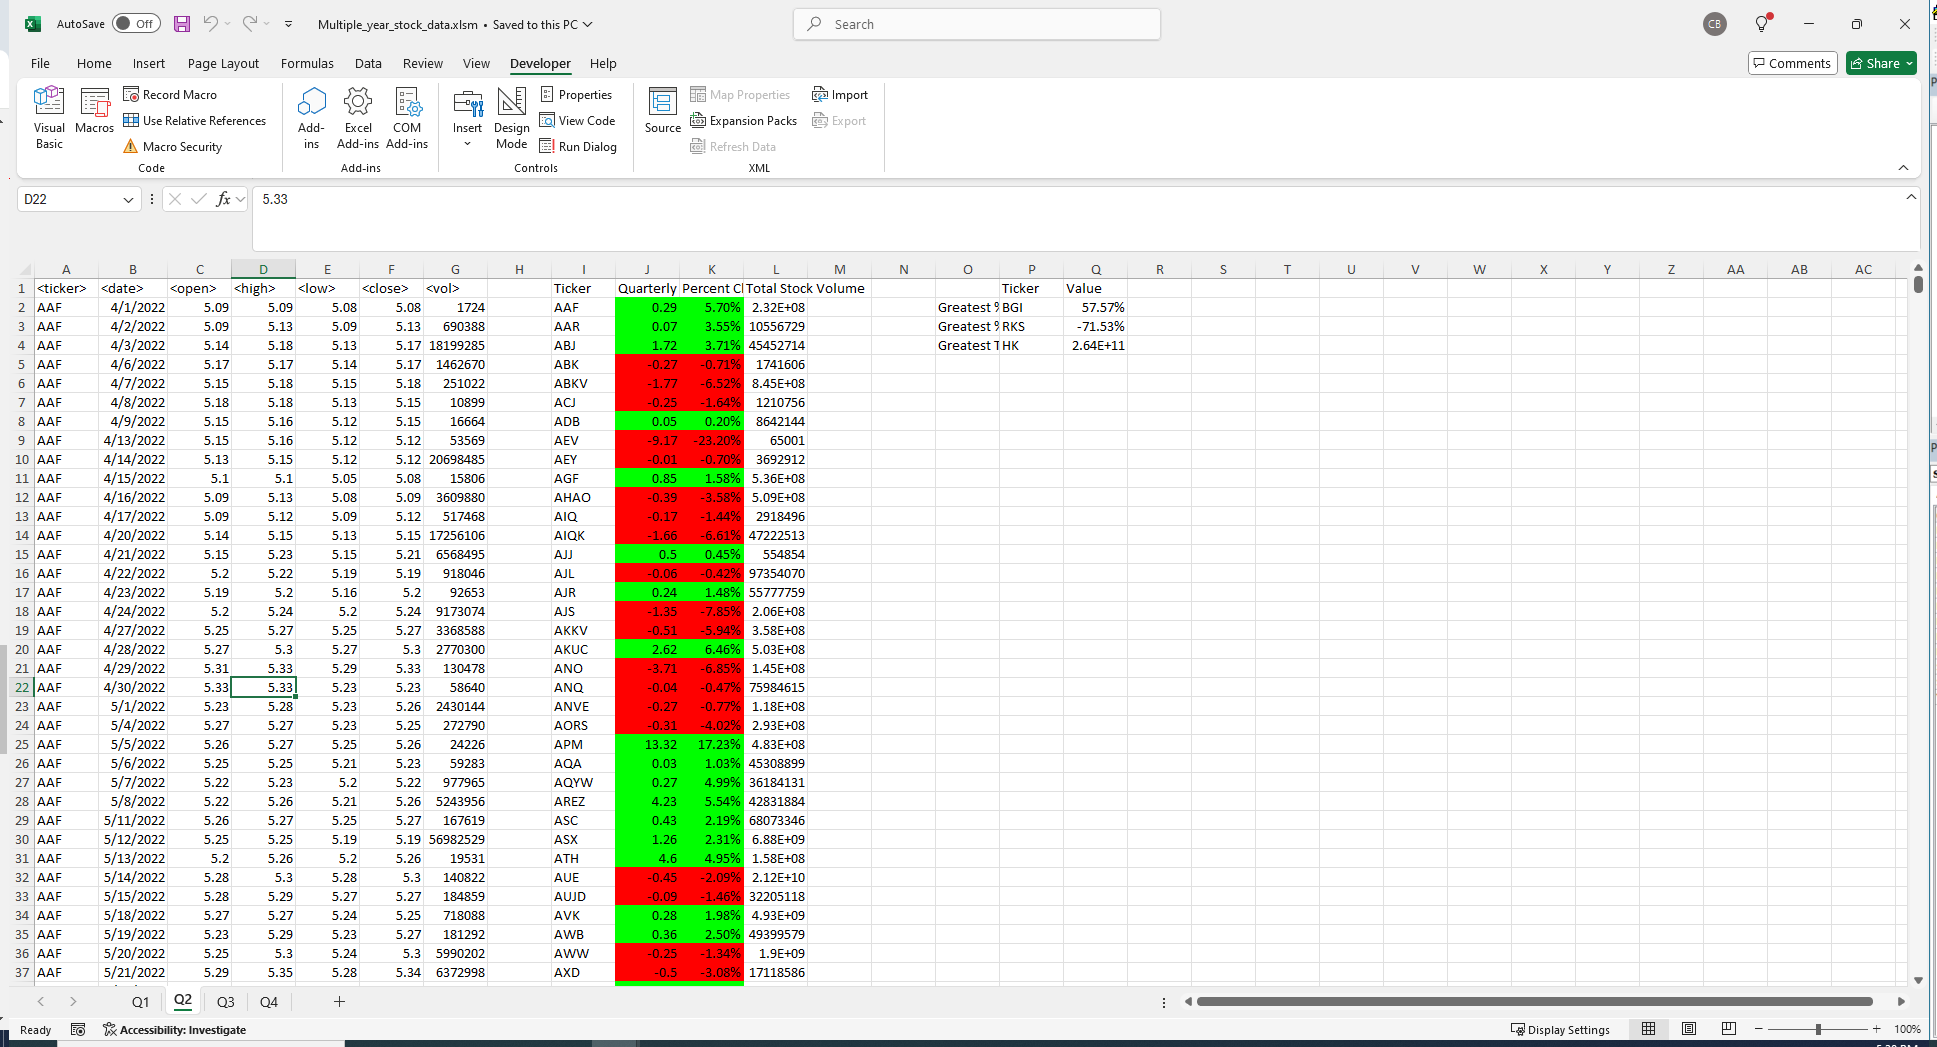 AutoSave Off Multiple_year_stock_data.xlsm • Saved to this PC Search CB
File Home Insert Page Layout Formulas Data Review View Developer Help Comments Share
Visual Basic
Macros
Record Macro
Use Relative References
Macro Security
Code
Add-ins
Excel Add-ins
COM Add-ins
Add-ins
Insert
Design Mode
Properties
View Code
Run Dialog
Controls
Source
Map Properties
Expansion Packs
Refresh Data
Import
Export
XML
D22 fx 5.33
A B C D E F G H I J K L M N O P Q R S T U V W X Y Z AA AB AC
1 <ticker> <date> <open> <high> <low> <close> <vol> Ticker Quarterly Percent Cl Total Stock Volume Ticker Value
2 AAF 4/1/2022 5.09 5.09 5.08 5.08 1724 AAF 0.29 5.70% 2.32E+08 Greatest % BGI 57.57%
3 AAF 4/2/2022 5.09 5.13 5.09 5.13 690388 AAR 0.07 3.55% 10556729 Greatest % RKS -71.53%
4 AAF 4/3/2022 5.14 5.18 5.13 5.17 18199285 ABJ 1.72 3.71% 45452714 Greatest T HK 2.64E+11
5 AAF 4/6/2022 5.17 5.17 5.14 5.17 1462670 ABK -0.27 -0.71% 1741606
6 AAF 4/7/2022 5.15 5.18 5.15 5.18 251022 ABKV -1.77 -6.52% 8.45E+08
7 AAF 4/8/2022 5.18 5.18 5.13 5.15 10899 ACJ -0.25 -1.64% 1210756
8 AAF 4/9/2022 5.15 5.16 5.12 5.15 16664 ADB 0.05 0.20% 8642144
9 AAF 4/13/2022 5.15 5.16 5.12 5.12 53569 AEV -9.17 -23.20% 65001
10 AAF 4/14/2022 5.13 5.15 5.12 5.12 20698485 AEY -0.01 -0.70% 3692912
11 AAF 4/15/2022 5.1 5.1 5.05 5.08 15806 AGF 0.85 1.58% 5.36E+08
12 AAF 4/16/2022 5.09 5.13 5.08 5.09 3609880 AHAO -0.39 -3.58% 5.09E+08
13 AAF 4/17/2022 5.09 5.12 5.09 5.12 517468 AIQ -0.17 -1.44% 2918496
14 AAF 4/20/2022 5.14 5.15 5.13 5.15 17256106 AIQK -1.66 -6.61% 47222513
15 AAF 4/21/2022 5.15 5.23 5.15 5.21 6568495 AJJ 0.5 0.45% 554854
16 AAF 4/22/2022 5.2 5.22 5.19 5.19 918046 AJL -0.06 -0.42% 97354070
17 AAF 4/23/2022 5.19 5.2 5.16 5.2 92653 AJR 0.24 1.48% 55777759
18 AAF 4/24/2022 5.2 5.24 5.2 5.24 9173074 AJS -1.35 -7.85% 2.06E+08
19 AAF 4/27/2022 5.25 5.27 5.25 5.27 3368588 AKKV -0.51 -5.94% 3.58E+08
20 AAF 4/28/2022 5.27 5.3 5.27 5.3 2770300 AKUC 2.62 6.46% 5.03E+08
21 AAF 4/29/2022 5.31 5.33 5.29 5.33 130478 ANO -3.71 -6.85% 1.45E+08
22 AAF 4/30/2022 5.33 5.33 5.23 5.23 58640 ANQ -0.04 -0.47% 75984615
23 AAF 5/1/2022 5.23 5.28 5.23 5.26 2430144 ANVE -0.27 -0.77% 1.18E+08
24 AAF 5/4/2022 5.27 5.27 5.23 5.25 272790 AORS -0.31 -4.02% 2.93E+08
25 AAF 5/5/2022 5.26 5.27 5.25 5.26 24226 APM 13.32 17.23% 4.83E+08
26 AAF 5/6/2022 5.25 5.25 5.21 5.23 59283 AQA 0.03 1.03% 45308899
27 AAF 5/7/2022 5.22 5.23 5.2 5.22 977965 AQYW 0.27 4.99% 36184131
28 AAF 5/8/2022 5.22 5.26 5.21 5.26 5243956 AREZ 4.23 5.54% 42831884
29 AAF 5/11/2022 5.26 5.27 5.25 5.27 167619 ASC 0.43 2.19% 68073346
30 AAF 5/12/2022 5.25 5.25 5.19 5.19 56982529 ASX 1.26 2.31% 6.88E+09
31 AAF 5/13/2022 5.2 5.26 5.2 5.26 19531 ATH 4.6 4.95% 1.58E+08
32 AAF 5/14/2022 5.28 5.3 5.28 5.3 140822 AUE -0.45 -2.09% 2.12E+10
33 AAF 5/15/2022 5.28 5.29 5.27 5.27 184859 AUJD -0.09 -1.46% 32205118
34 AAF 5/18/2022 5.27 5.27 5.24 5.25 718088 AVK 0.28 1.98% 4.93E+09
35 AAF 5/19/2022 5.23 5.29 5.23 5.27 181292 AWB 0.36 2.50% 49399579
36 AAF 5/20/2022 5.25 5.3 5.24 5.3 5990202 AWW -0.25 -1.34% 1.9E+09
37 AAF 5/21/2022 5.29 5.35 5.28 5.34 6372998 AXD -0.5 -3.08% 17118586
Q1 Q2 Q3 Q4
Ready Accessibility: Investigate Display Settings 100%